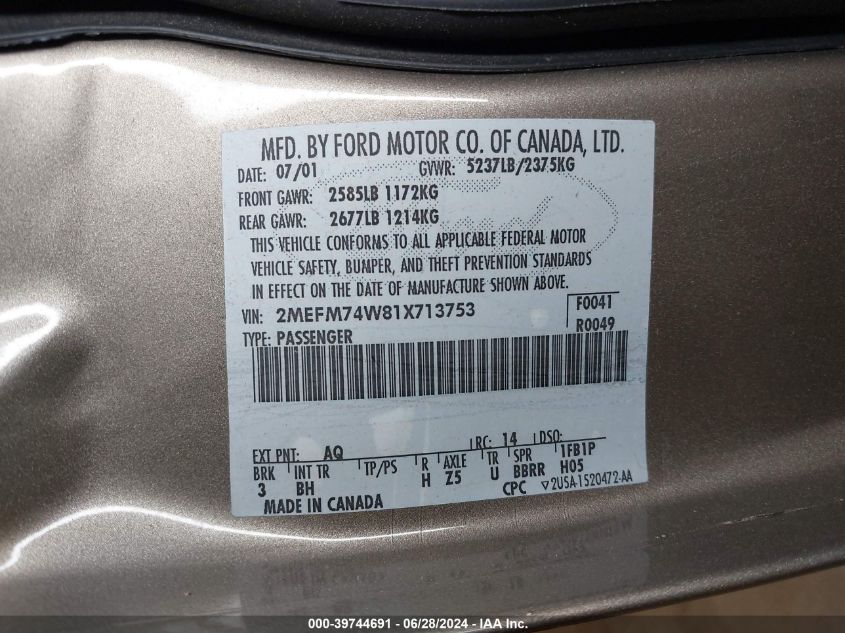 MFD. BY FORD MOTOR CO. OF CANADA, LTD.
DATE: 07/01 GVWR: 5237LB/2375KG
FRONT GAWR: 2585LB 1172KG
REAR GAWR: 2677LB 1214KG
THIS VEHICLE CONFORMS TO ALL APPLICABLE FEDERAL MOTOR
VEHICLE SAFETY, BUMPER, AND THEFT PREVENTION STANDARDS
IN EFFECT ON THE DATE OF MANUFACTURE SHOWN ABOVE.
VIN: 2MEFM74W81X713753 F0041
TYPE: PASSENGER R0049
EXT PNT: AQ RC: 14 DSO:
BRK INT TR TP/PS R AXLE TR SPR 1FB1P
3 BH H Z5 U BBRR H05
MADE IN CANADA CPC ▽2U5A-1520472-AA
000-39744691 - 06/28/2024 - IAA Inc.